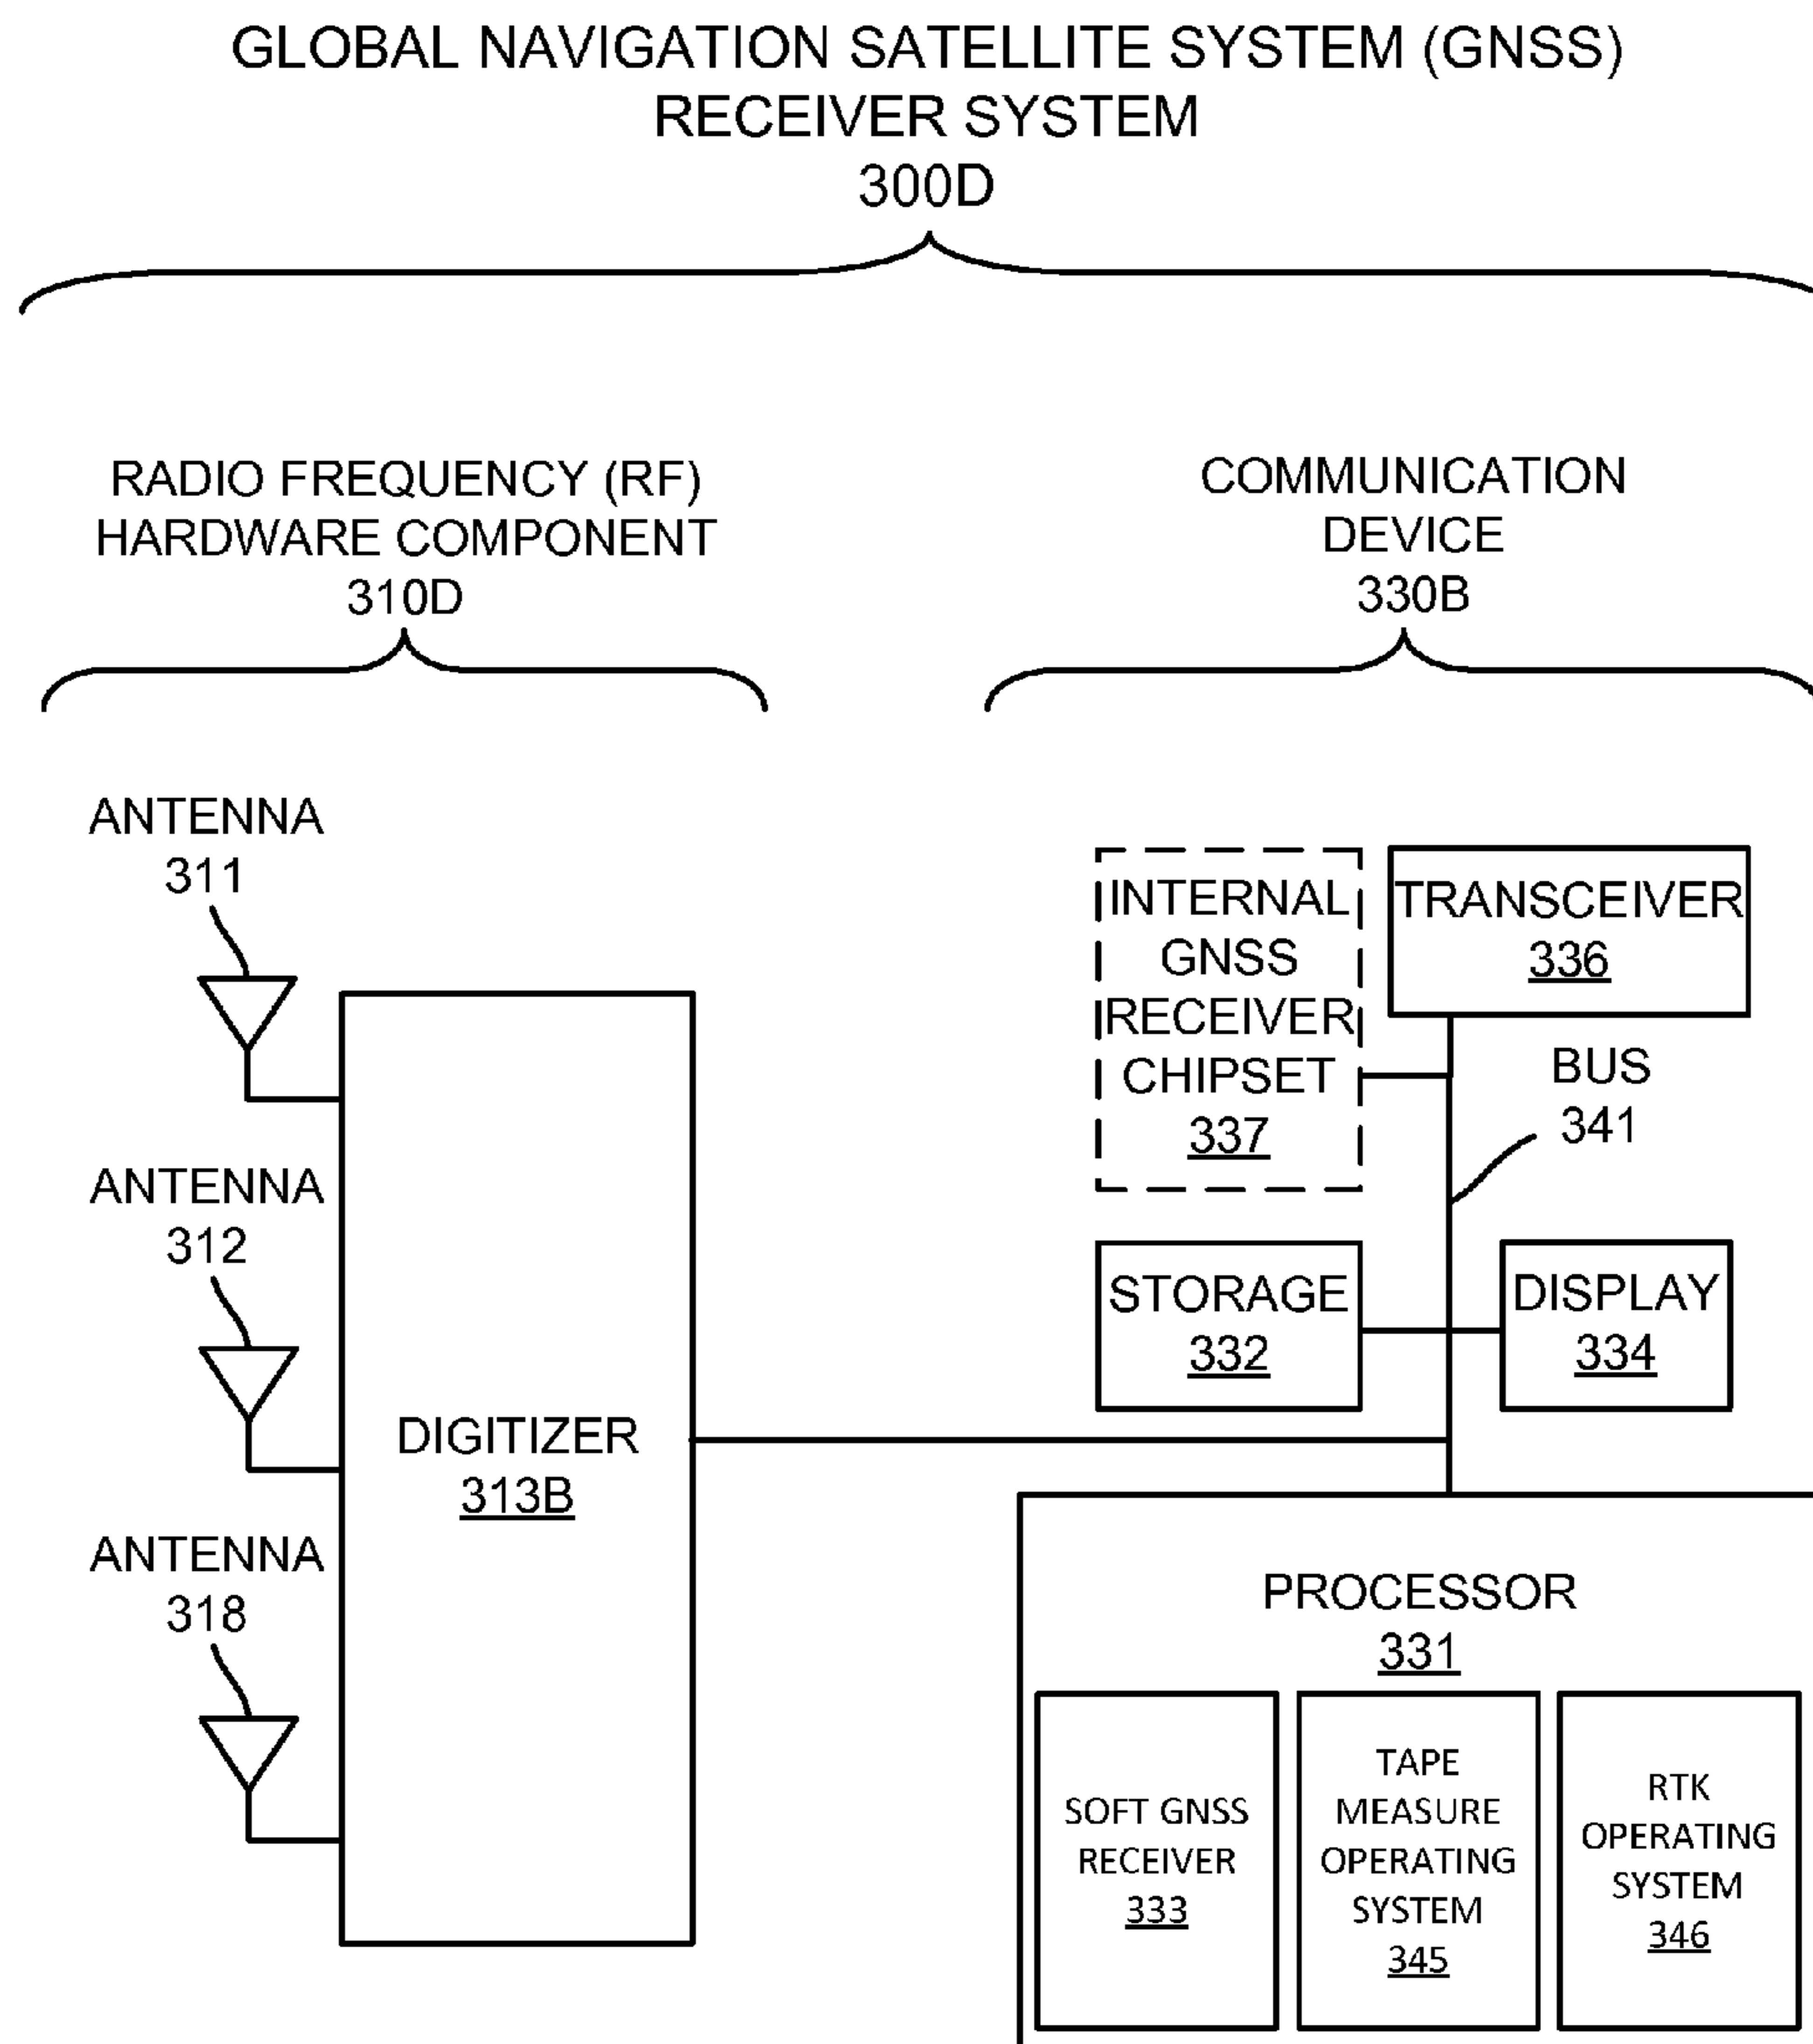 GLOBAL NAVIGATION SATELLITE SYSTEM (GNSS)
RECEIVER SYSTEM
300D
RADIO FREQUENCY (RF)
HARDWARE COMPONENT
310D
COMMUNICATION
DEVICE
330B
ANTENNA
311
ANTENNA
312
ANTENNA
318
DIGITIZER
313B
INTERNAL
GNSS
RECEIVER
CHIPSET
337
TRANSCEIVER
336
BUS
341
STORAGE
332
DISPLAY
334
PROCESSOR
331
SOFT GNSS
RECEIVER
333
TAPE
MEASURE
OPERATING
SYSTEM
345
RTK
OPERATING
SYSTEM
346